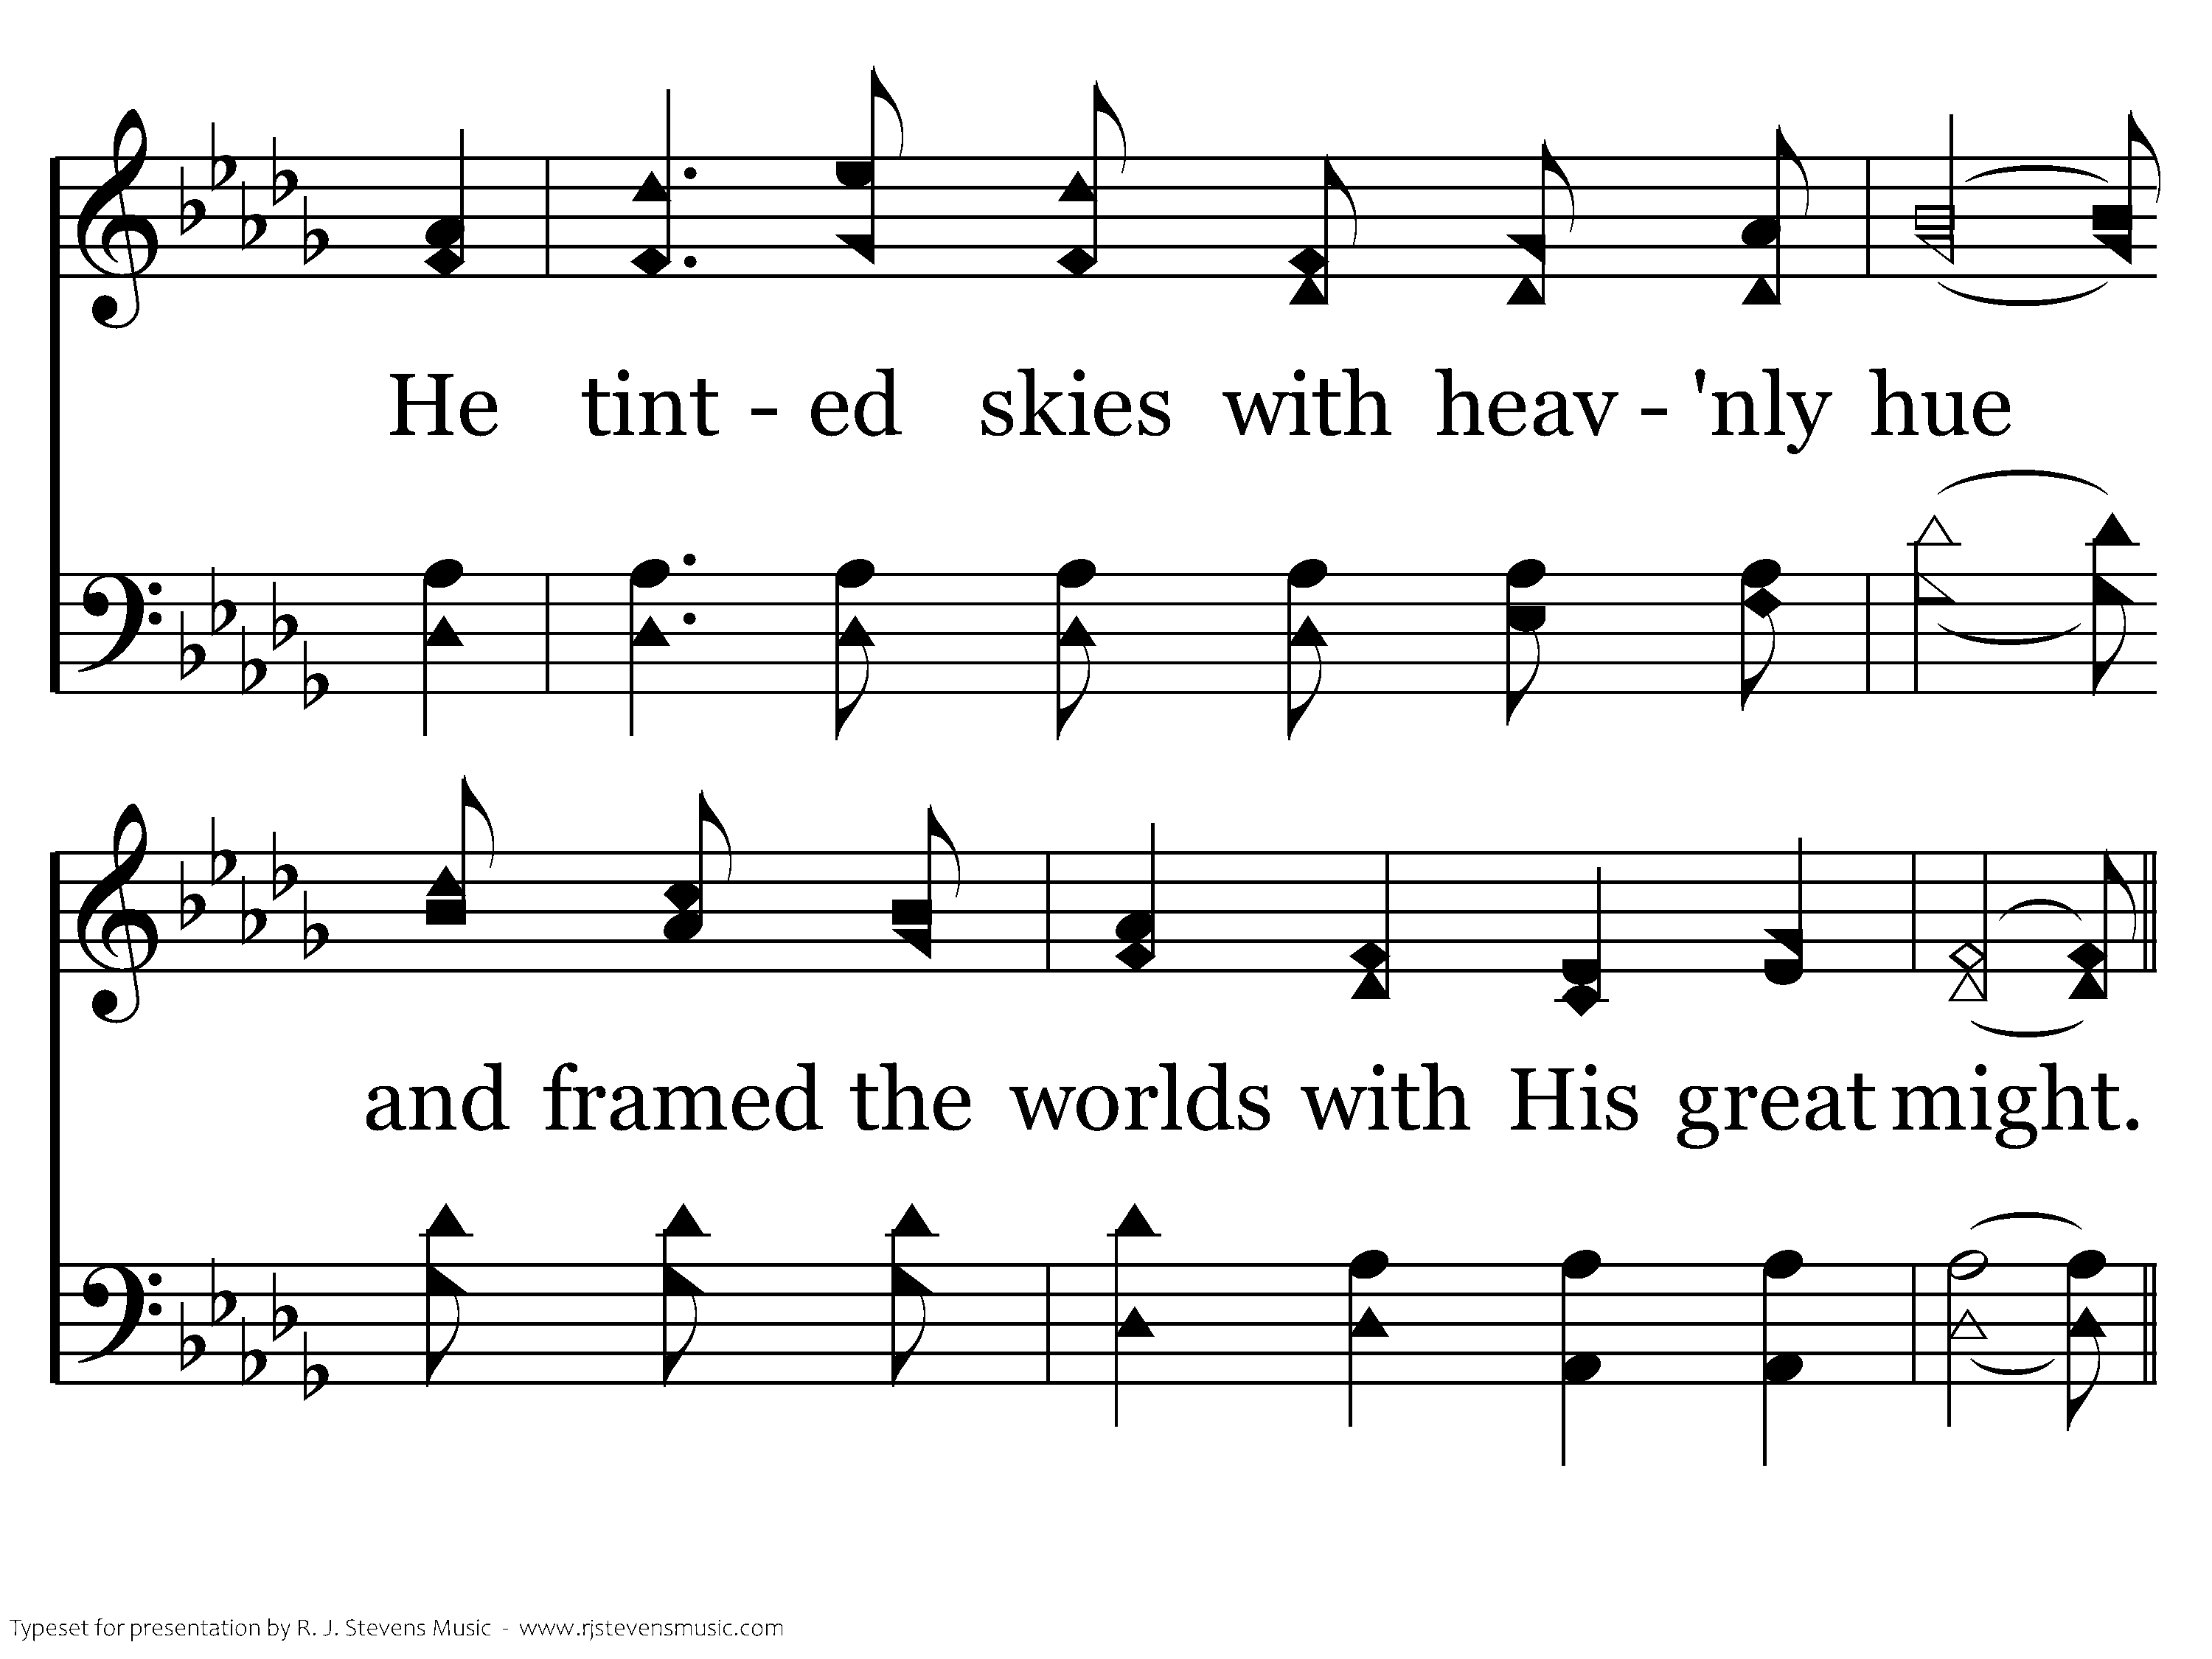 He tint - ed skies with heav - 'nly hue
and framed the worlds with His great might.
Typeset for presentation by R. J. Stevens Music - www.rjstevensmusic.com